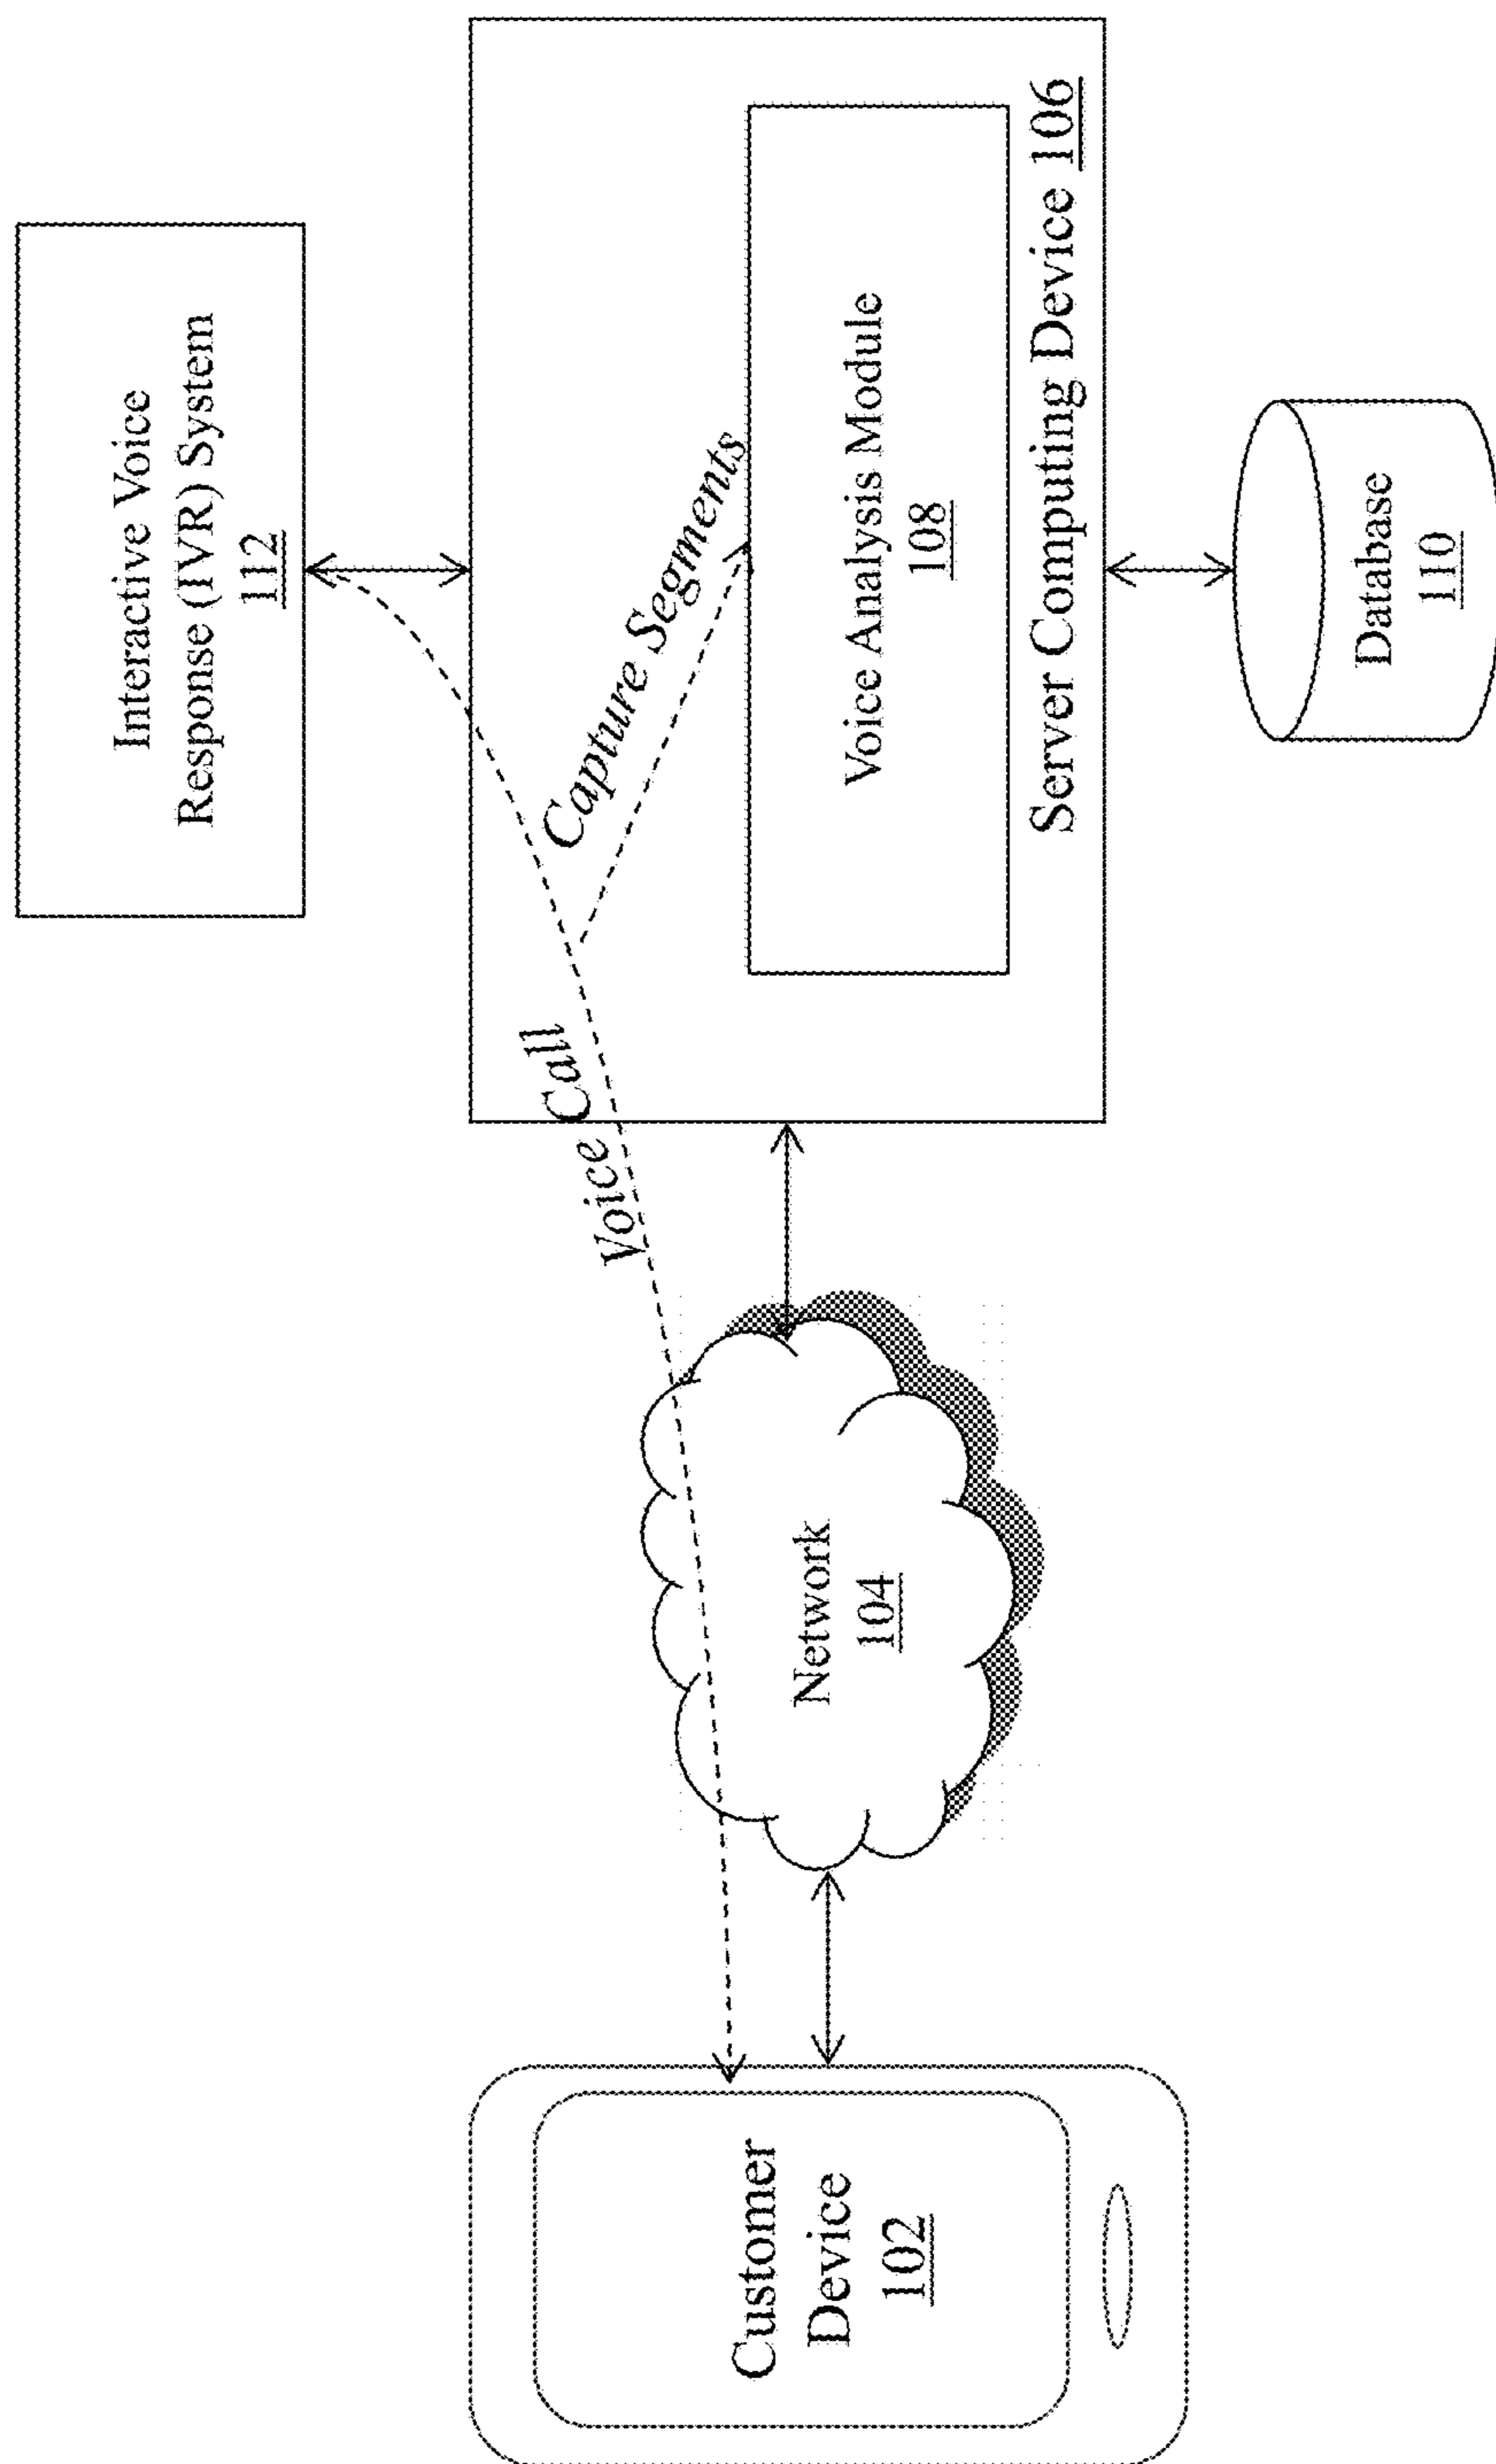 Interactive Voice
Response (IVR) System
112
Voice Call
Capture Segments
Voice Analysis Module
108
Server Computing Device 106
Network
104
Customer
Device
102
Database
110